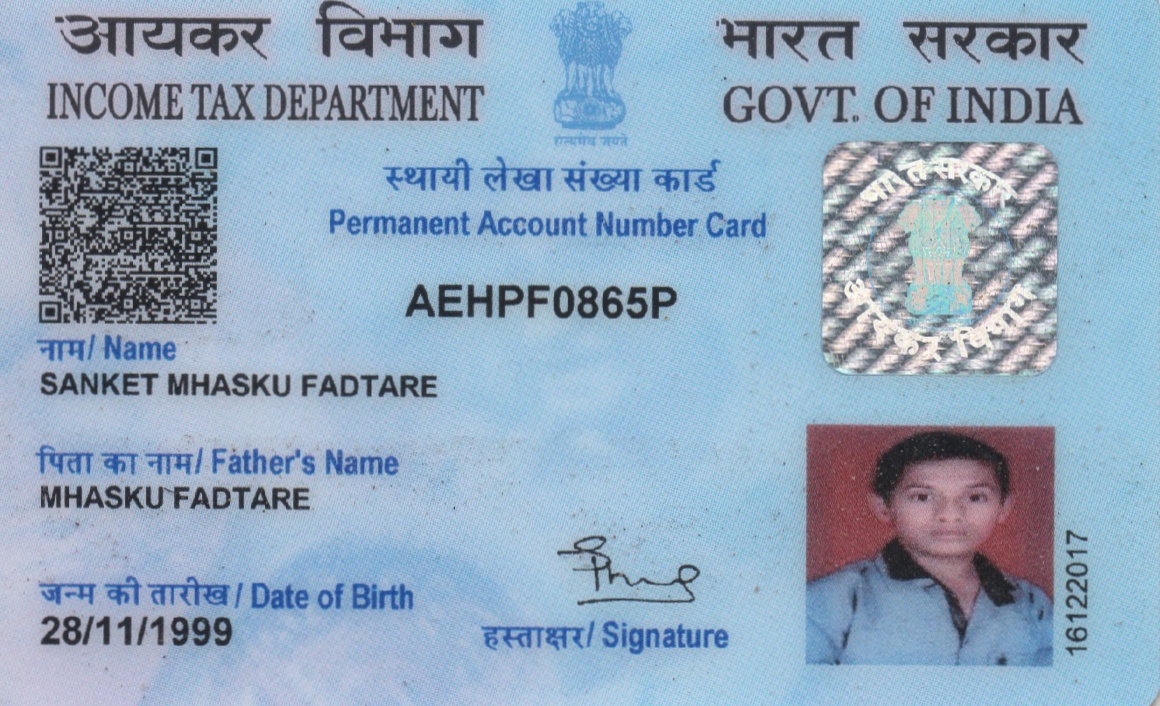 आयकर विभाग
INCOME TAX DEPARTMENT
भारत सरकार
GOVT. OF INDIA
सत्यमेव जयते
स्थायी लेखा संख्या कार्ड
Permanent Account Number Card
AEHPF0865P
भारत सरकार
आयकर विभाग
नाम/ Name
SANKET MHASKU FADTARE
पिता का नाम/ Father's Name
MHASKU FADTARE
जन्म की तारीख/ Date of Birth
28/11/1999
हस्ताक्षर/ Signature
16122017